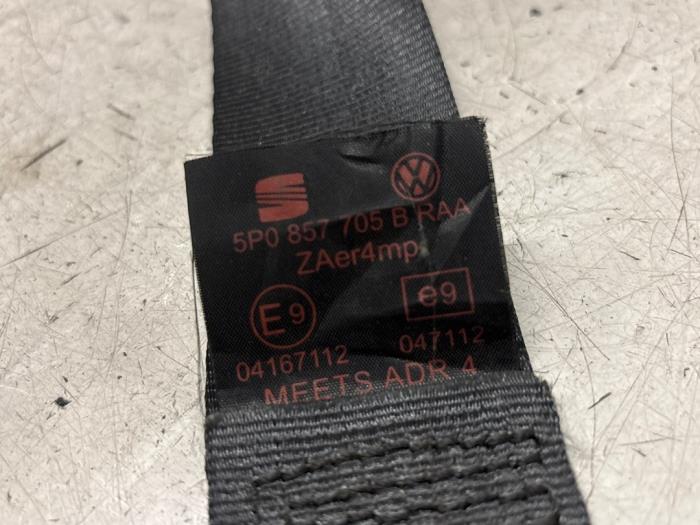 5P0 857 705 B RAA
ZAer4mp
E9 e9
04167112 047112
MEETS ADR 4